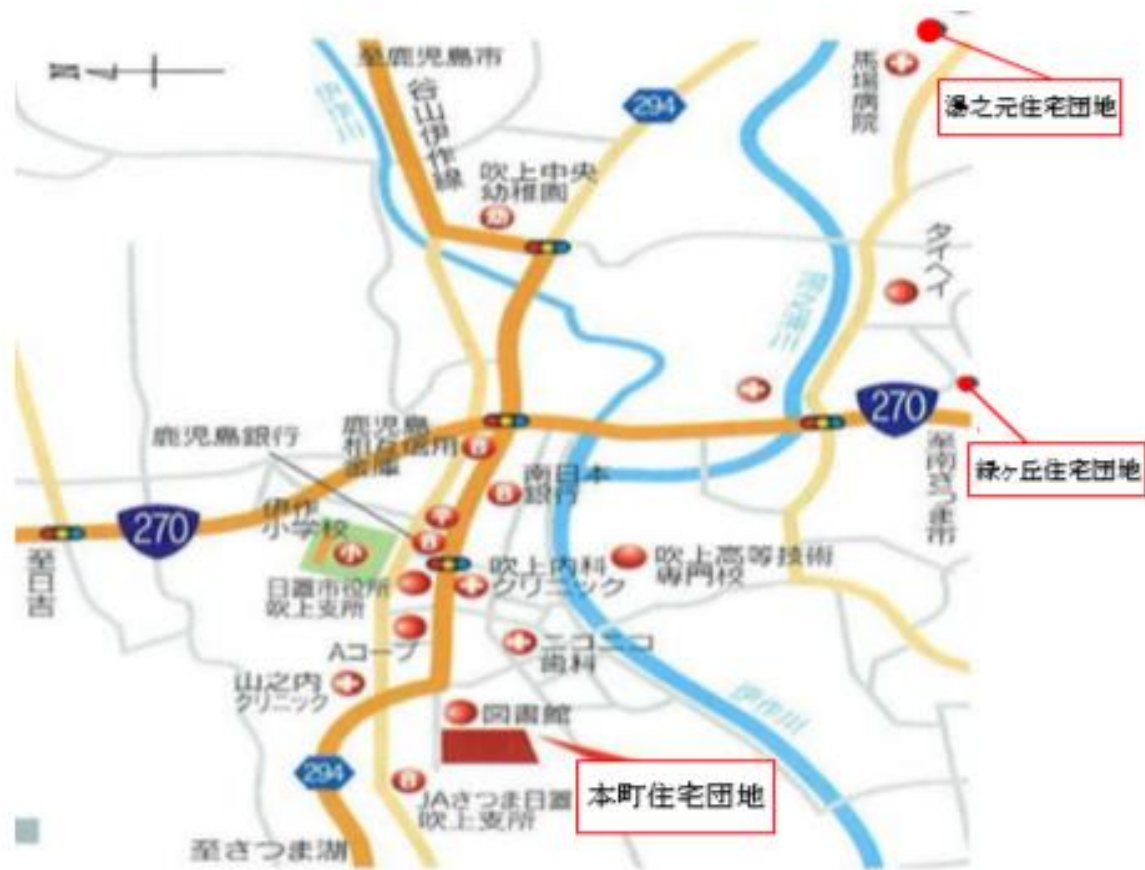 至鹿児島市
谷山伊作線
294
馬場病院
湯之元住宅団地
吹上中央
幼稚園
幼
タイヘイ
270
緑ヶ丘住宅団地
至南さつま市
鹿児島銀行
鹿児島
相互信用
金庫
南日本
銀行
270
伊作
小学校
小
至日吉
日置市役所
吹上支所
吹上内科
クリニック
吹上高等技術
専門校
Aコープ
ニコニコ
歯科
山之内
クリニック
図書館
伊作川
294
本町住宅団地
JAさつま日置
吹上支所
至さつま湖